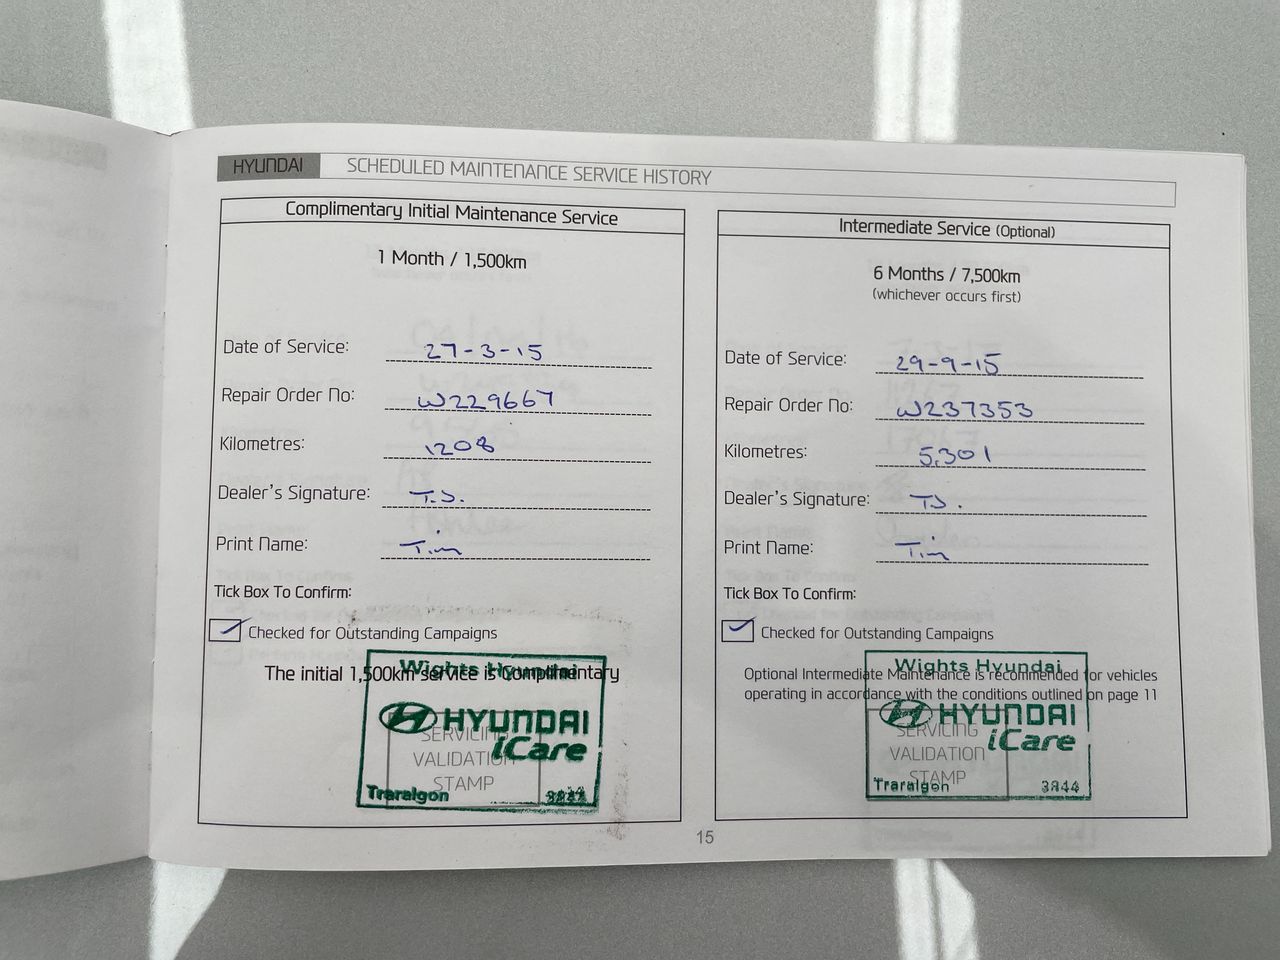 HYUNDAI SCHEDULED MAINTENANCE SERVICE HISTORY
Complimentary Initial Maintenance Service
1 Month / 1,500km
Date of Service: 27-3-15
Repair Order No: W229667
Kilometres: 1208
Dealer's Signature: T.S.
Print Name: Tim
Tick Box To Confirm:
Checked for Outstanding Campaigns
The initial 1,500km service is Complimentary
Wights Hyundai
HYUNDAI
iCare
SERVICING
VALIDATION
STAMP
Traralgon
Intermediate Service (Optional)
6 Months / 7,500km
(whichever occurs first)
Date of Service: 29-9-15
Repair Order No: W237353
Kilometres: 5,301
Dealer's Signature: TS.
Print Name: Tim
Tick Box To Confirm:
Checked for Outstanding Campaigns
Optional Intermediate Maintenance is recommended for vehicles
operating in accordance with the conditions outlined on page 11
Wights Hyundai
HYUNDAI
iCare
SERVICING
VALIDATION
STAMP
Traralgon 3844
15